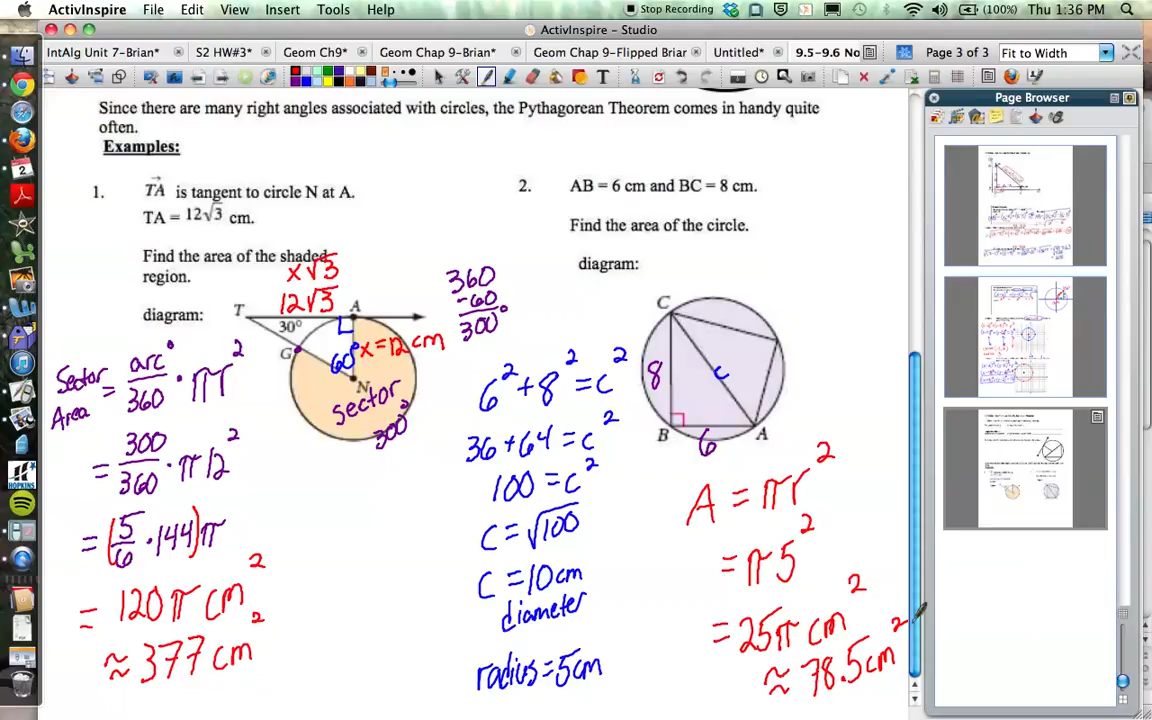 ActivInspire File Edit View Insert Tools Help Stop Recording (100%) Thu 1:36 PM
ActivInspire - Studio
IntAlg Unit 7-Brian* S2 HW#3* Geom Ch9* Geom Chap 9-Brian* Geom Chap 9-Flipped Briar Untitled* 9.5-9.6 No Page 3 of 3 Fit to Width
Page Browser
Since there are many right angles associated with circles, the Pythagorean Theorem comes in handy quite
often.
Examples:
1. TA is tangent to circle N at A.
TA = 12√3 cm.
Find the area of the shaded
region.
diagram:
x√3
12√3
T A
30°
G
60°
x=12 cm
N
sector
300°
360
-60
300°
Sector Area = arc°/360 · πr²
= 300/360 · π12²
= (5/6 · 144)π
= 120π cm²
≈ 377 cm²
2. AB = 6 cm and BC = 8 cm.
Find the area of the circle.
diagram:
C
8
c
B A
6
6² + 8² = c²
36 + 64 = c²
100 = c²
c = √100
c = 10cm
diameter
radius = 5cm
A = πr²
= π5²
= 25π cm²
≈ 78.5cm²
HOPKINS